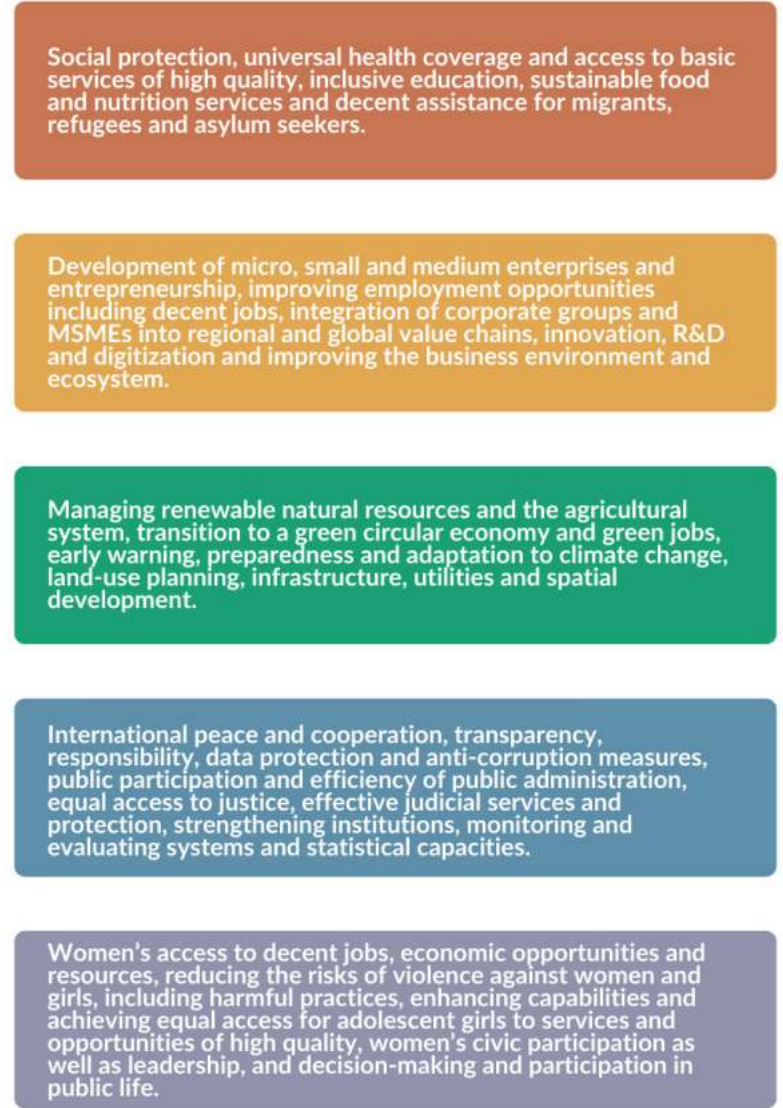 Social protection, universal health coverage and access to basic
services of high quality, inclusive education, sustainable food
and nutrition services and decent assistance for migrants,
refugees and asylum seekers.
Development of micro, small and medium enterprises and
entrepreneurship, improving employment opportunities
including decent jobs, integration of corporate groups and
MSMEs into regional and global value chains, innovation, R&D
and digitization and improving the business environment and
ecosystem.
Managing renewable natural resources and the agricultural
system, transition to a green circular economy and green jobs,
early warning, preparedness and adaptation to climate change,
land-use planning, infrastructure, utilities and spatial
development.
International peace and cooperation, transparency,
responsibility, data protection and anti-corruption measures,
public participation and efficiency of public administration,
equal access to justice, effective judicial services and
protection, strengthening institutions, monitoring and
evaluating systems and statistical capacities.
Women's access to decent jobs, economic opportunities and
resources, reducing the risks of violence against women and
girls, including harmful practices, enhancing capabilities and
achieving equal access for adolescent girls to services and
opportunities of high quality, women's civic participation as
well as leadership, and decision-making and participation in
public life.